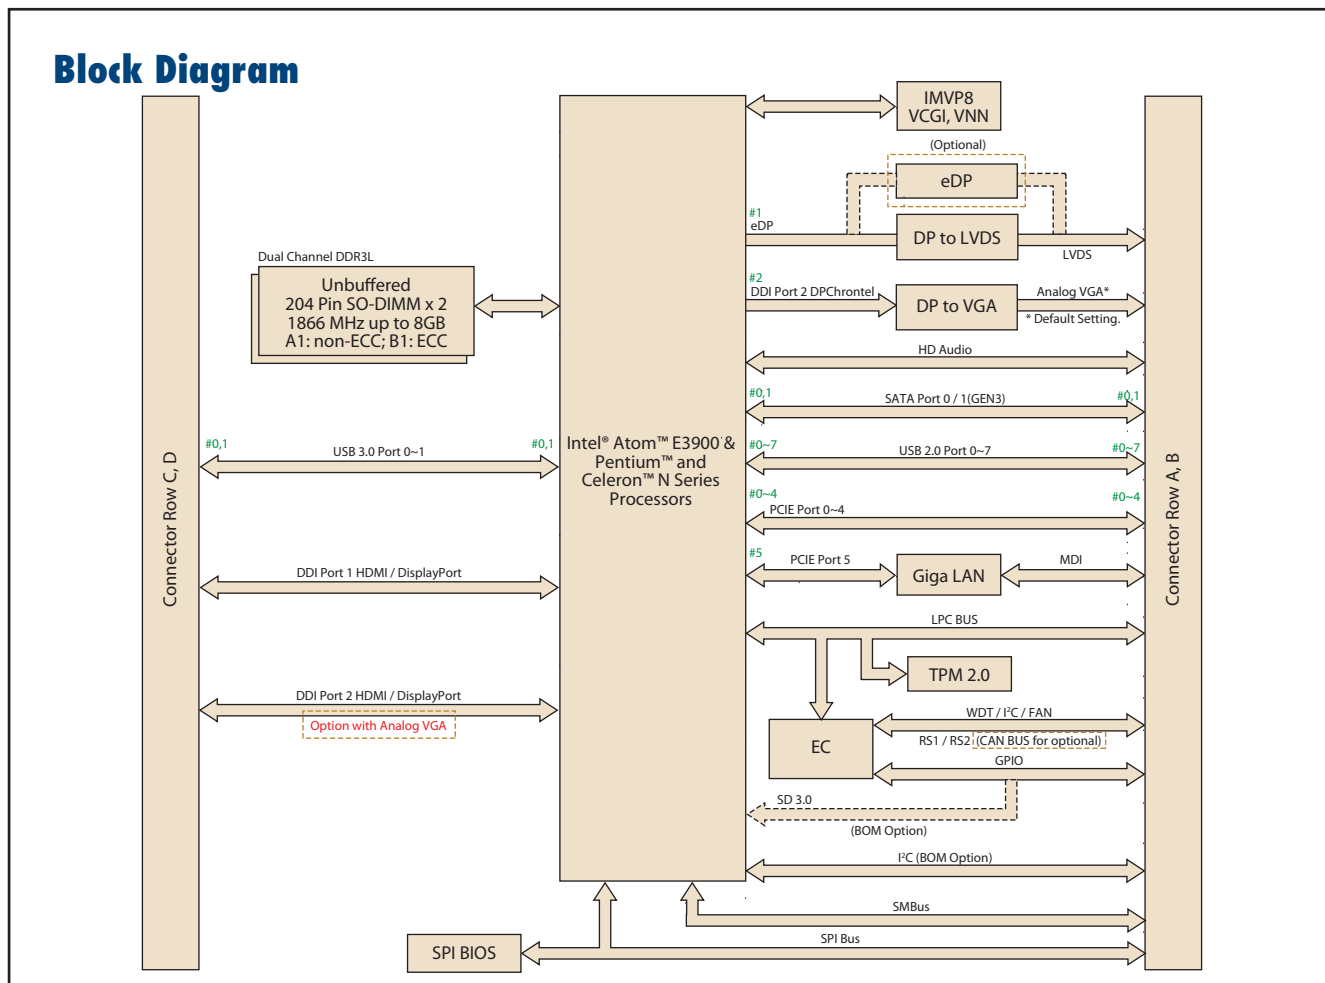 Block Diagram
IMVP8
VCGI, VNN
(Optional)
eDP
#1
eDP
DP to LVDS
LVDS
Dual Channel DDR3L
Unbuffered
204 Pin SO-DIMM x 2
1866 MHz up to 8GB
A1: non-ECC; B1: ECC
#2
DDI Port 2 DPChrontel
DP to VGA
Analog VGA*
* Default Setting.
HD Audio
#0,1
SATA Port 0 / 1(GEN3)
#0,1
#0,1
USB 3.0 Port 0~1
#0,1
Intel® Atom™ E3900 &
Pentium™ and
Celeron™ N Series
Processors
#0~7
USB 2.0 Port 0~7
#0~7
#0~4
PCIE Port 0~4
#0~4
Connector Row C, D
Connector Row A, B
#5
PCIE Port 5
Giga LAN
MDI
DDI Port 1 HDMI / DisplayPort
LPC BUS
TPM 2.0
DDI Port 2 HDMI / DisplayPort
Option with Analog VGA
EC
WDT / I²C / FAN
RS1 / RS2 (CAN BUS for optional)
GPIO
SD 3.0
(BOM Option)
I²C (BOM Option)
SMBus
SPI Bus
SPI BIOS